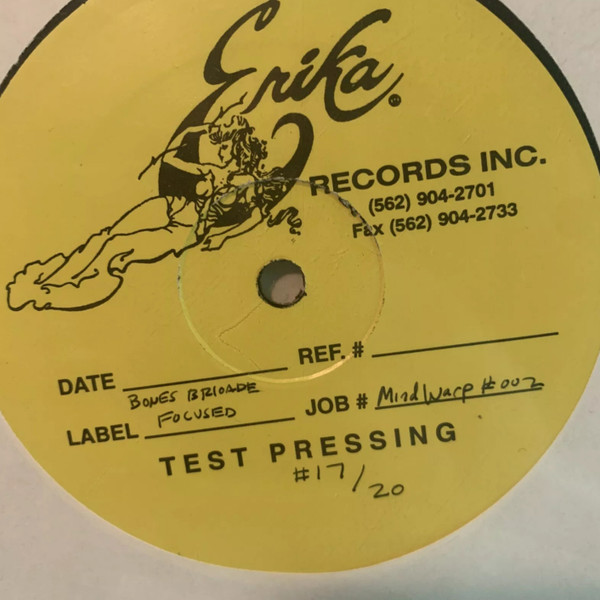 Erika
RECORDS INC.
(562) 904-2701
Fax (562) 904-2733
REF. #
DATE
BONES BRIGADE
LABEL FOCUSED
JOB # MindWarp #002
TEST PRESSING
#17/20